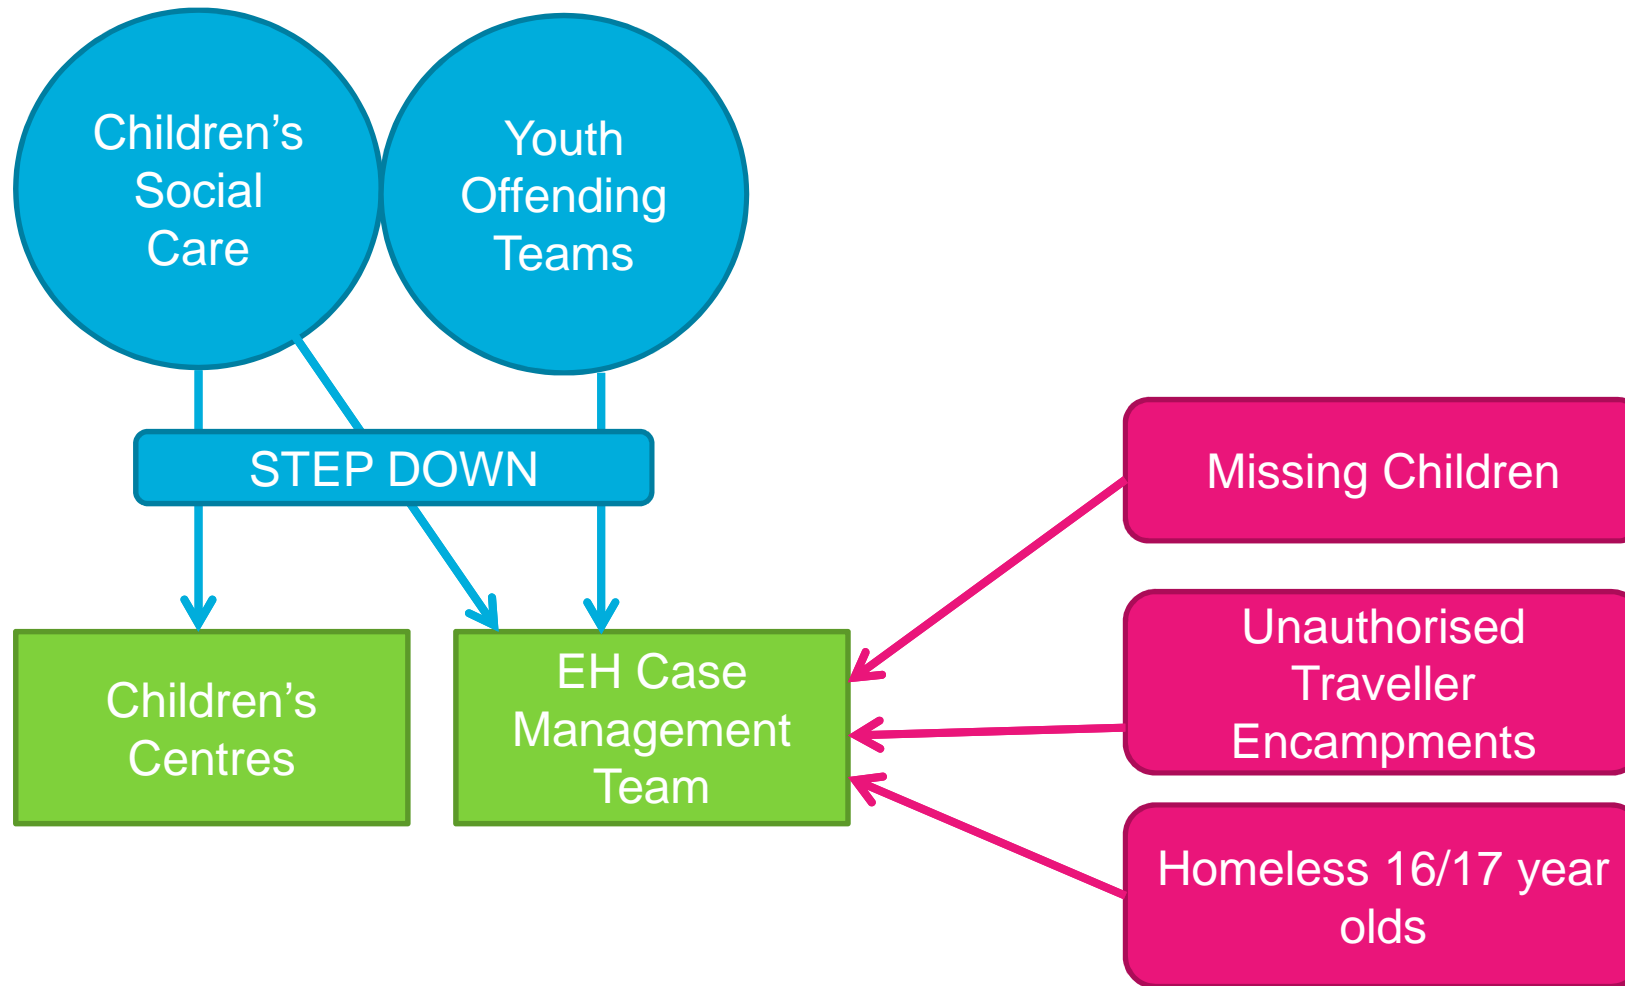 Children’s
Social
Care
Youth
Offending
Teams
STEP DOWN
Missing Children
Unauthorised
Traveller
Encampments
Homeless 16/17 year
olds
Children’s
Centres
EH Case
Management
Team